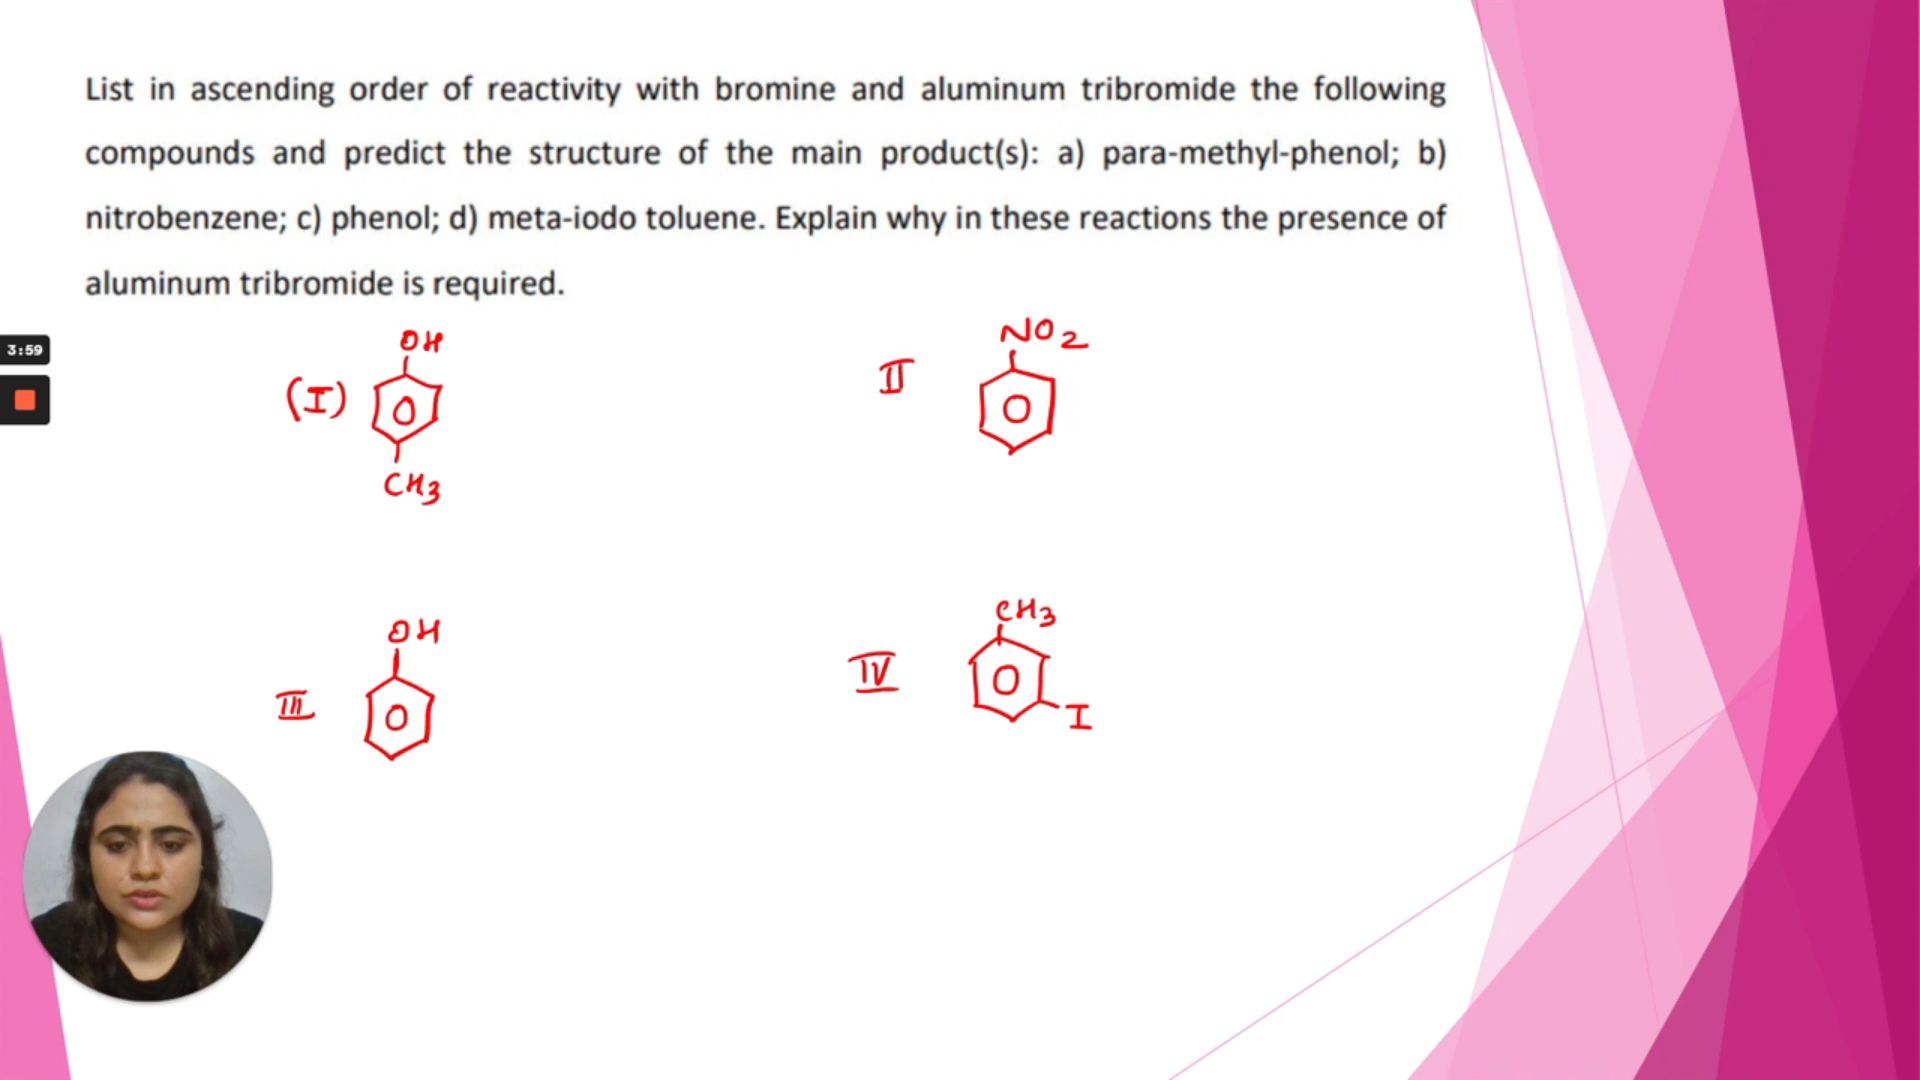 List in ascending order of reactivity with bromine and aluminum tribromide the following
compounds and predict the structure of the main product(s): a) para-methyl-phenol; b)
nitrobenzene; c) phenol; d) meta-iodo toluene. Explain why in these reactions the presence of
aluminum tribromide is required.
3:59
OH
(I)
CH3
NO2
II
OH
III
CH3
IV
I